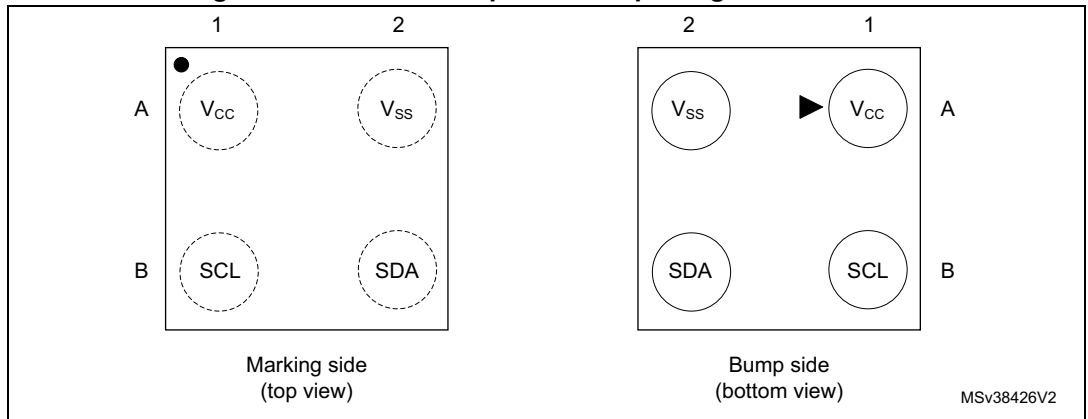 1 2 2 1
A VCC VSS VSS VCC A
B SCL SDA SDA SCL B
Marking side Bump side
(top view) (bottom view)
MSv38426V2